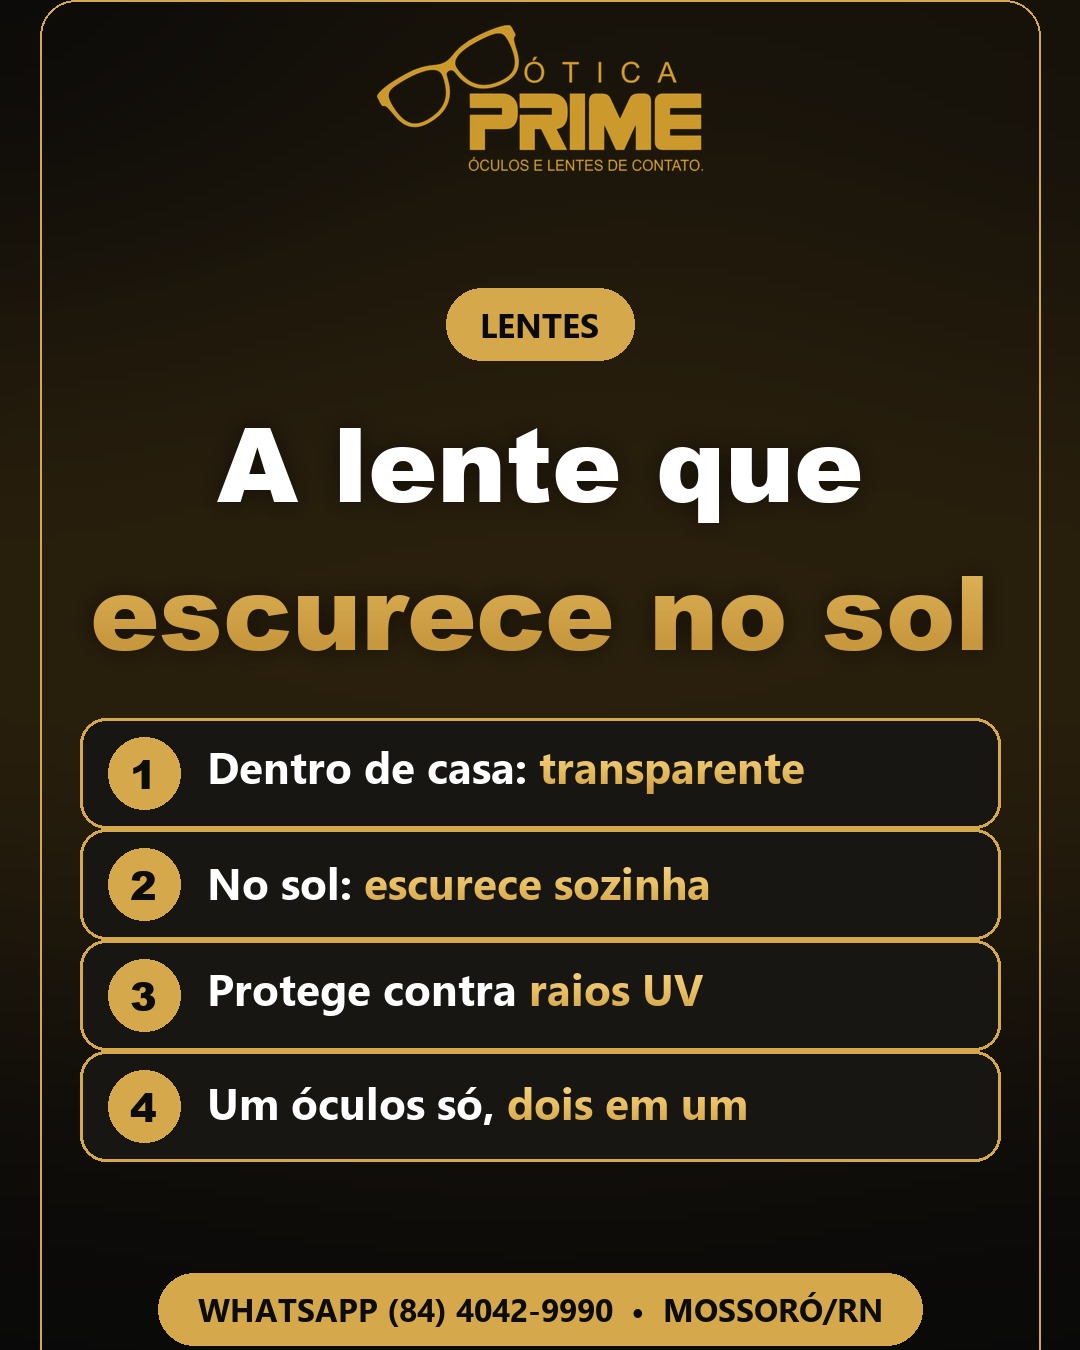 ÓTICA
PRIME
ÓCULOS E LENTES DE CONTATO.
LENTES
A lente que
escurece no sol
1 Dentro de casa: transparente
2 No sol: escurece sozinha
3 Protege contra raios UV
4 Um óculos só, dois em um
WHATSAPP (84) 4042-9990 • MOSSORÓ/RN